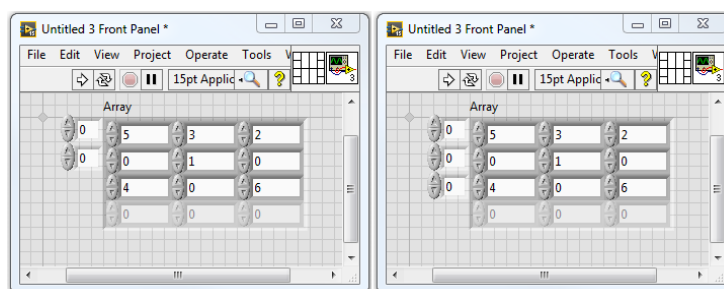 Untitled 3 Front Panel *
File Edit View Project Operate Tools
15pt Applic
?
3
Array
0 5 3 2
0 0 1 0
4 0 6
0 0 0
Untitled 3 Front Panel *
File Edit View Project Operate Tools
15pt Applic
?
3
Array
0 5 3 2
0 0 1 0
0 4 0 6
0 0 0